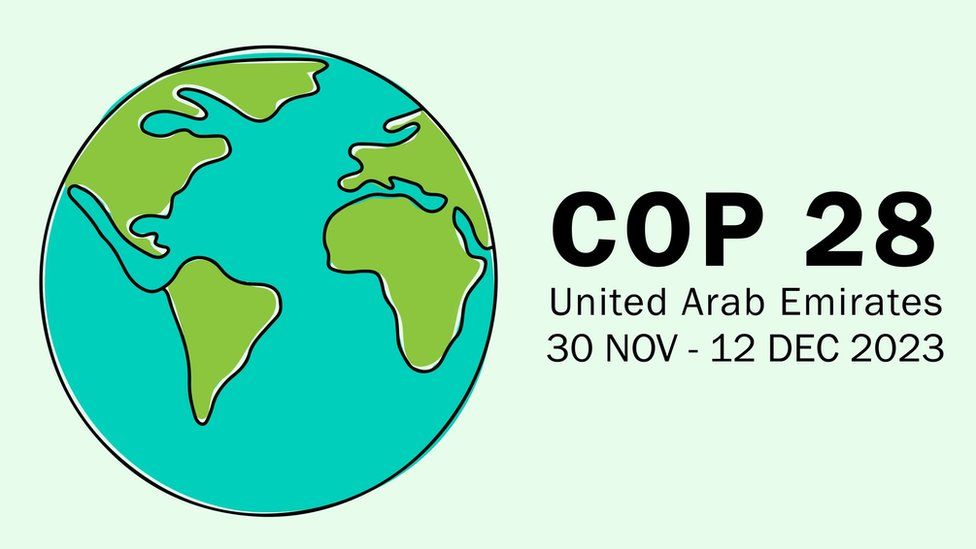 COP 28
United Arab Emirates
30 NOV - 12 DEC 2023